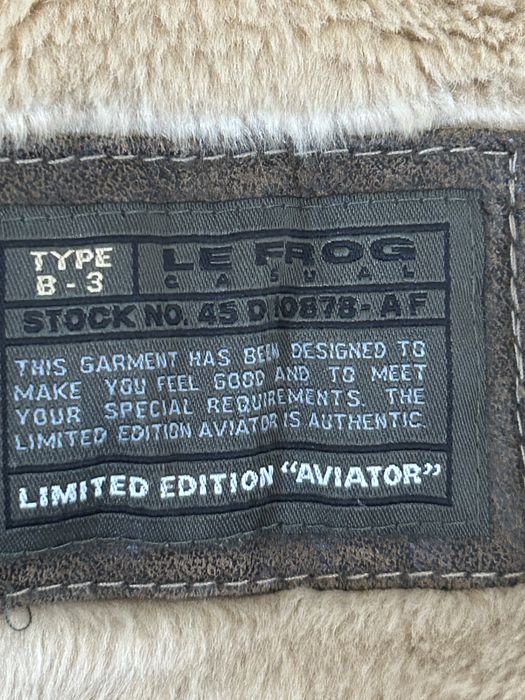 TYPE
B-3
LE FROG
CASUAL
STOCK NO. 45 D 10878-AF
THIS GARMENT HAS BEEN DESIGNED TO
MAKE YOU FEEL GOOD AND TO MEET
YOUR SPECIAL REQUIREMENTS. THE
LIMITED EDITION AVIATOR IS AUTHENTIC.
LIMITED EDITION "AVIATOR"